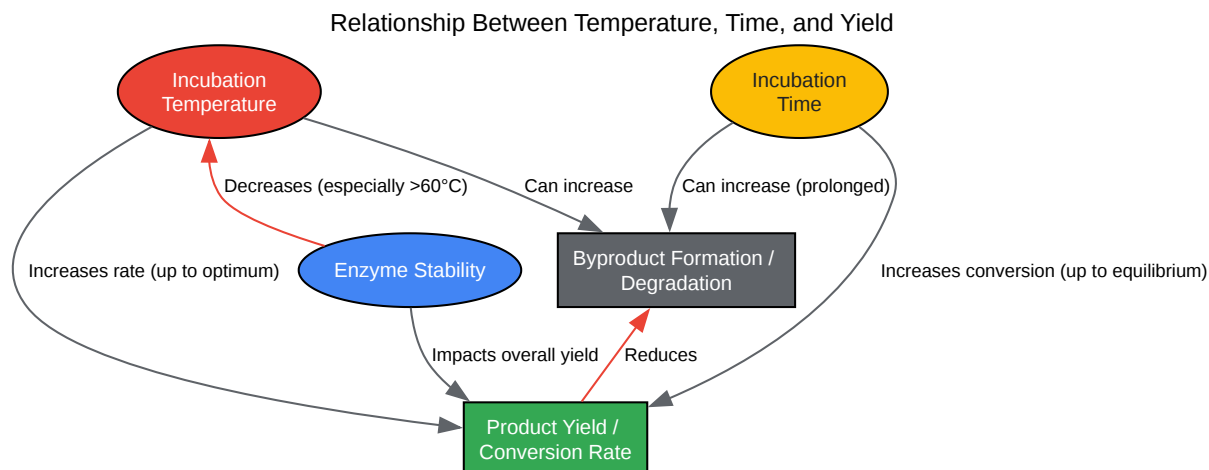 Relationship Between Temperature, Time, and Yield
Incubation
Temperature
Incubation
Time
Decreases (especially >60°C)
Can increase
Can increase (prolonged)
Increases rate (up to optimum)
Enzyme Stability
Byproduct Formation /
Degradation
Increases conversion (up to equilibrium)
Impacts overall yield
Reduces
Product Yield /
Conversion Rate